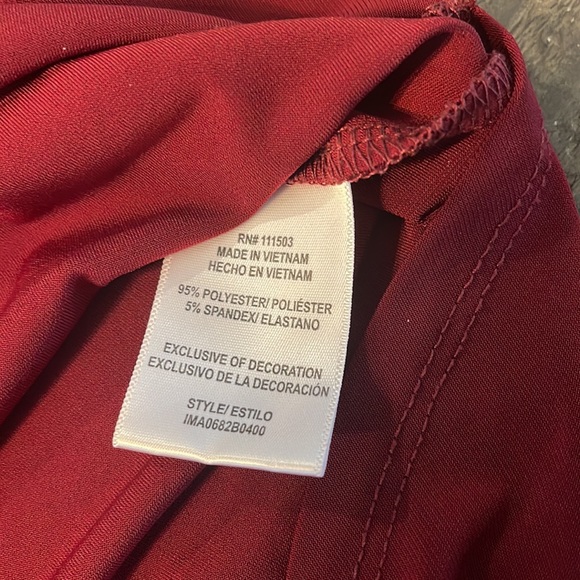 RN# 111503
MADE IN VIETNAM
HECHO EN VIETNAM
95% POLYESTER/ POLIÉSTER
5% SPANDEX/ ELASTANO
EXCLUSIVE OF DECORATION
EXCLUSIVO DE LA DECORACIÓN
STYLE/ ESTILO
IMA0682B0400